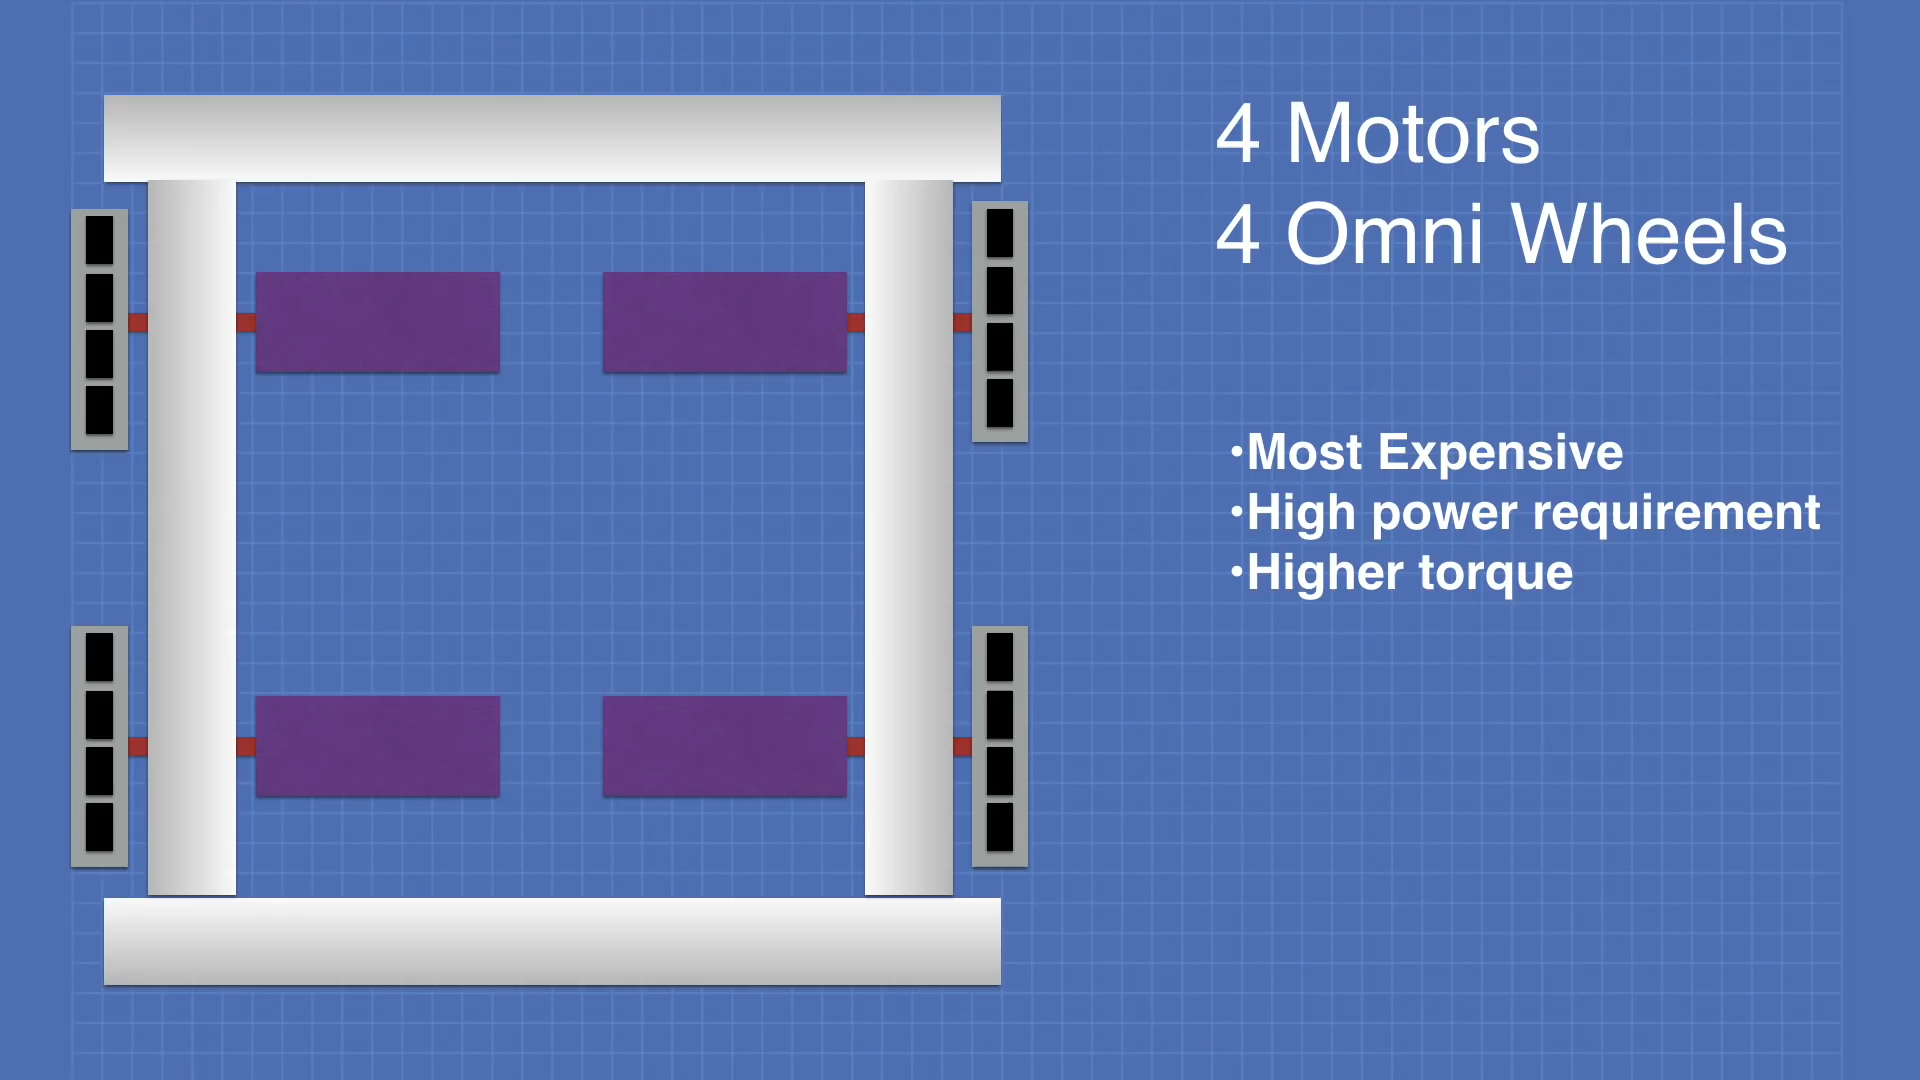 4 Motors
4 Omni Wheels
•Most Expensive
•High power requirement
•Higher torque